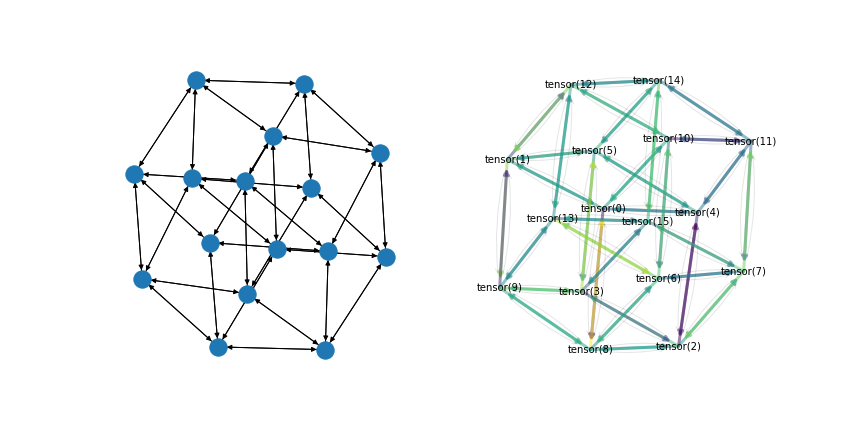 tensor(12)
tensor(14)
tensor(10)
tensor(11)
tensor(5)
tensor(1)
tensor(0)
tensor(4)
tensor(13)
tensor(15)
tensor(7)
tensor(6)
tensor(9)
tensor(3)
tensor(2)
tensor(8)